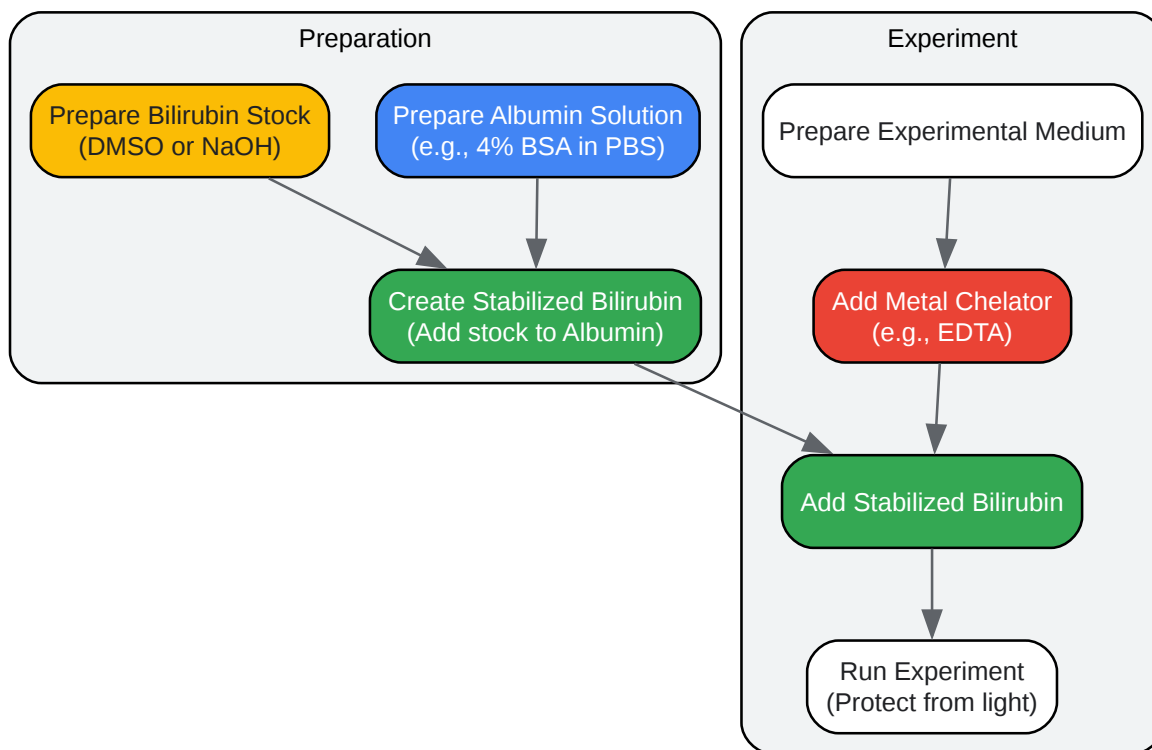 Preparation
Prepare Bilirubin Stock
(DMSO or NaOH)
Prepare Albumin Solution
(e.g., 4% BSA in PBS)
Create Stabilized Bilirubin
(Add stock to Albumin)
Experiment
Prepare Experimental Medium
Add Metal Chelator
(e.g., EDTA)
Add Stabilized Bilirubin
Run Experiment
(Protect from light)